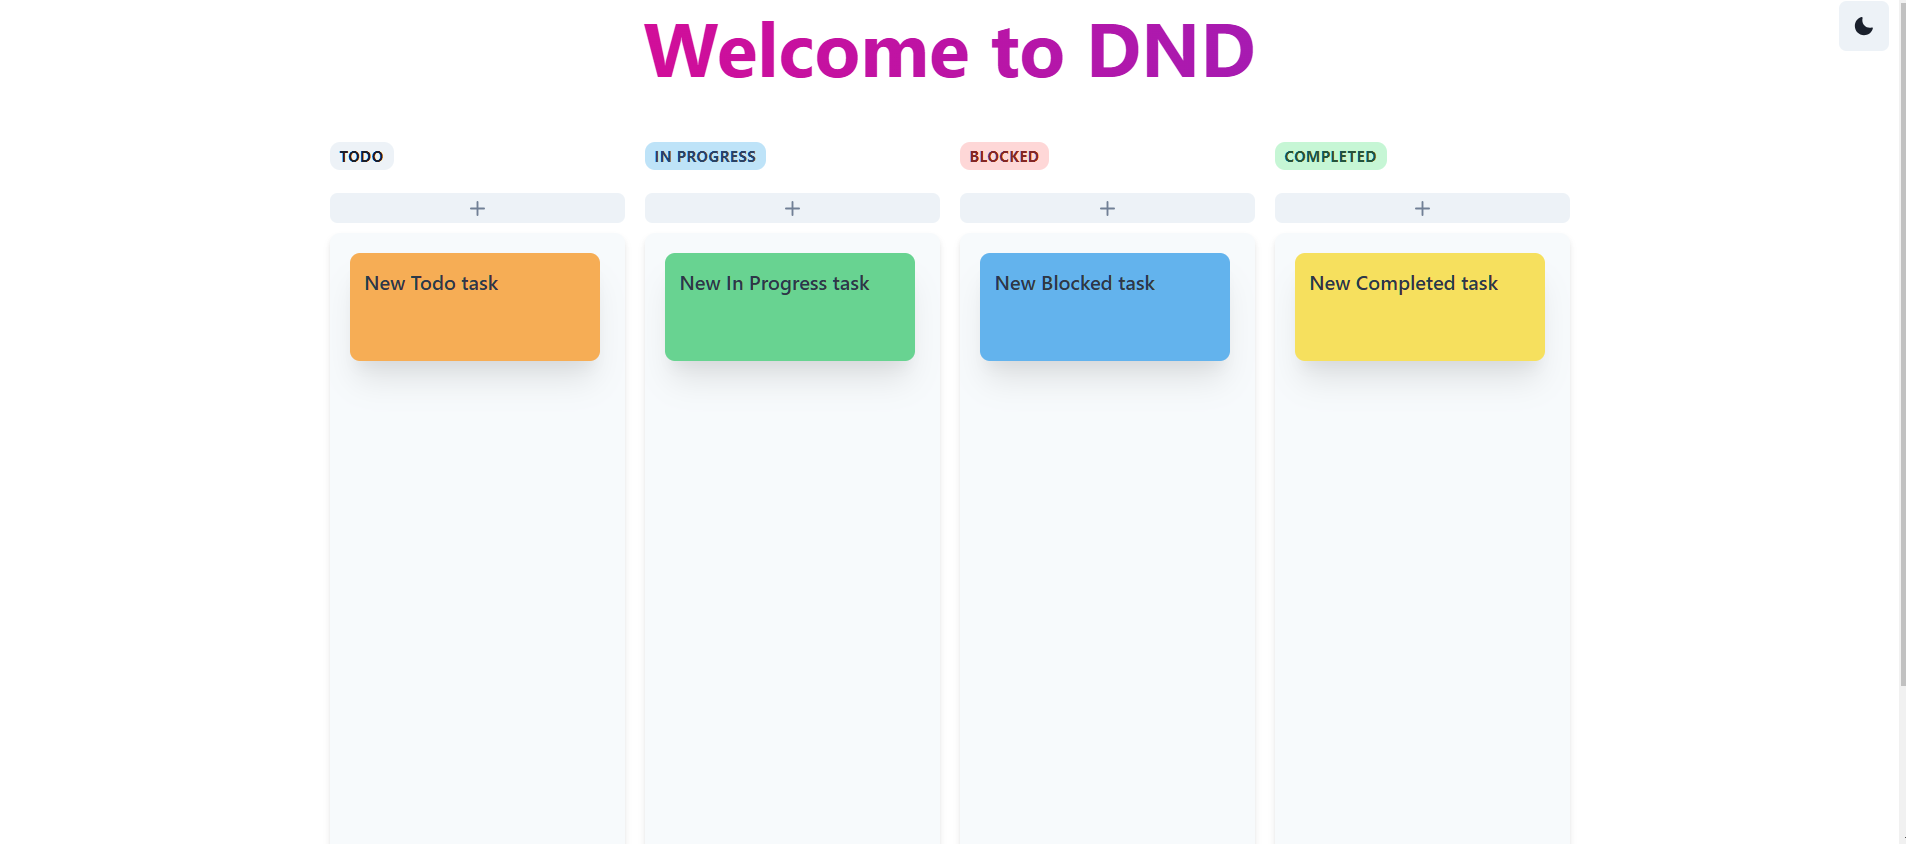 Welcome to DND
TODO
IN PROGRESS
BLOCKED
COMPLETED
New Todo task
New In Progress task
New Blocked task
New Completed task